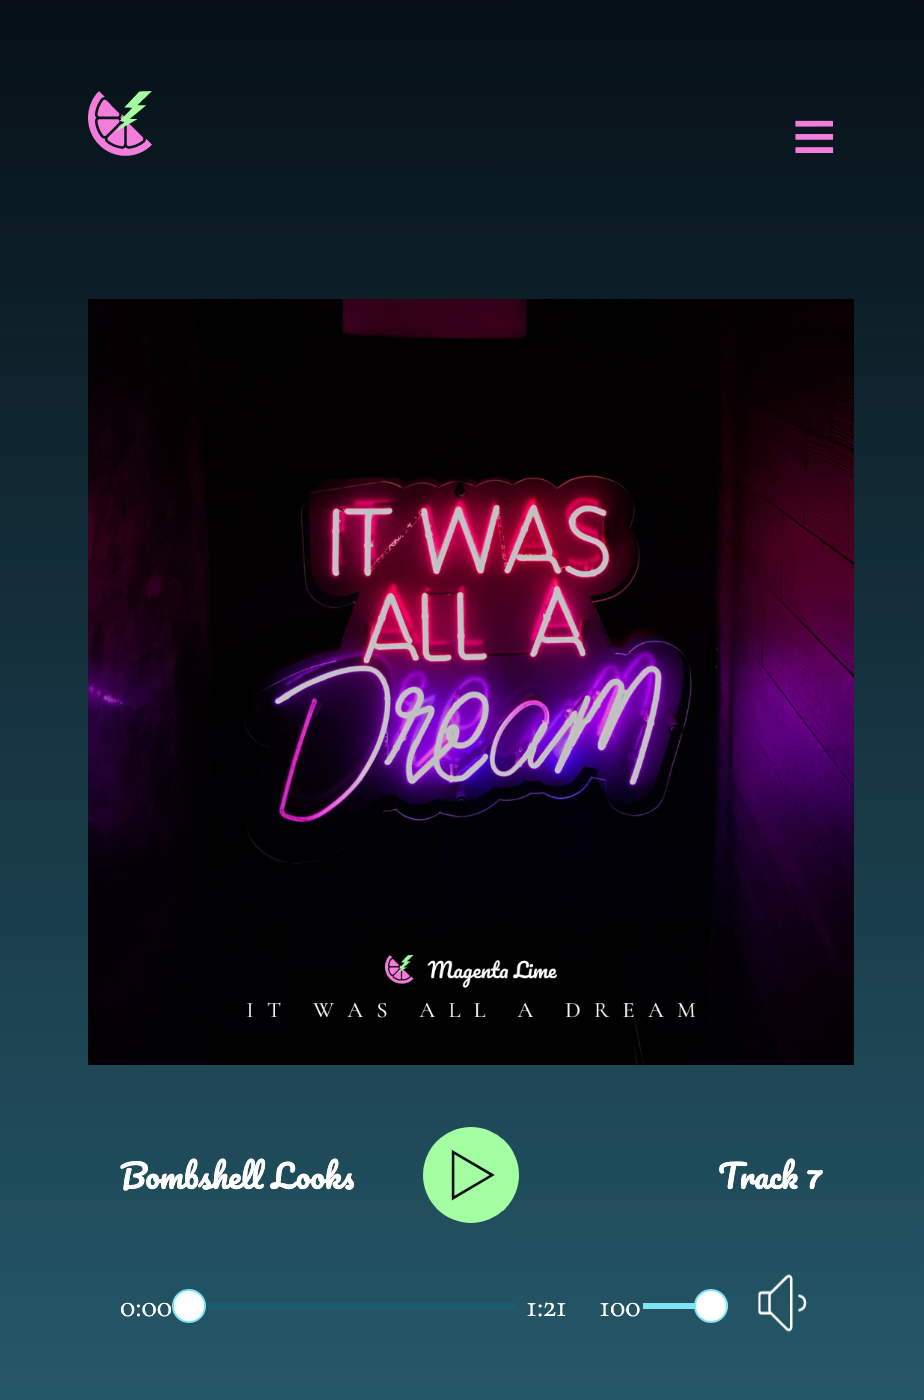 IT WAS
ALL A
Dream
Magenta Lime
IT WAS ALL A DREAM
Bombshell Looks
Track 7
0:00
1:21
100